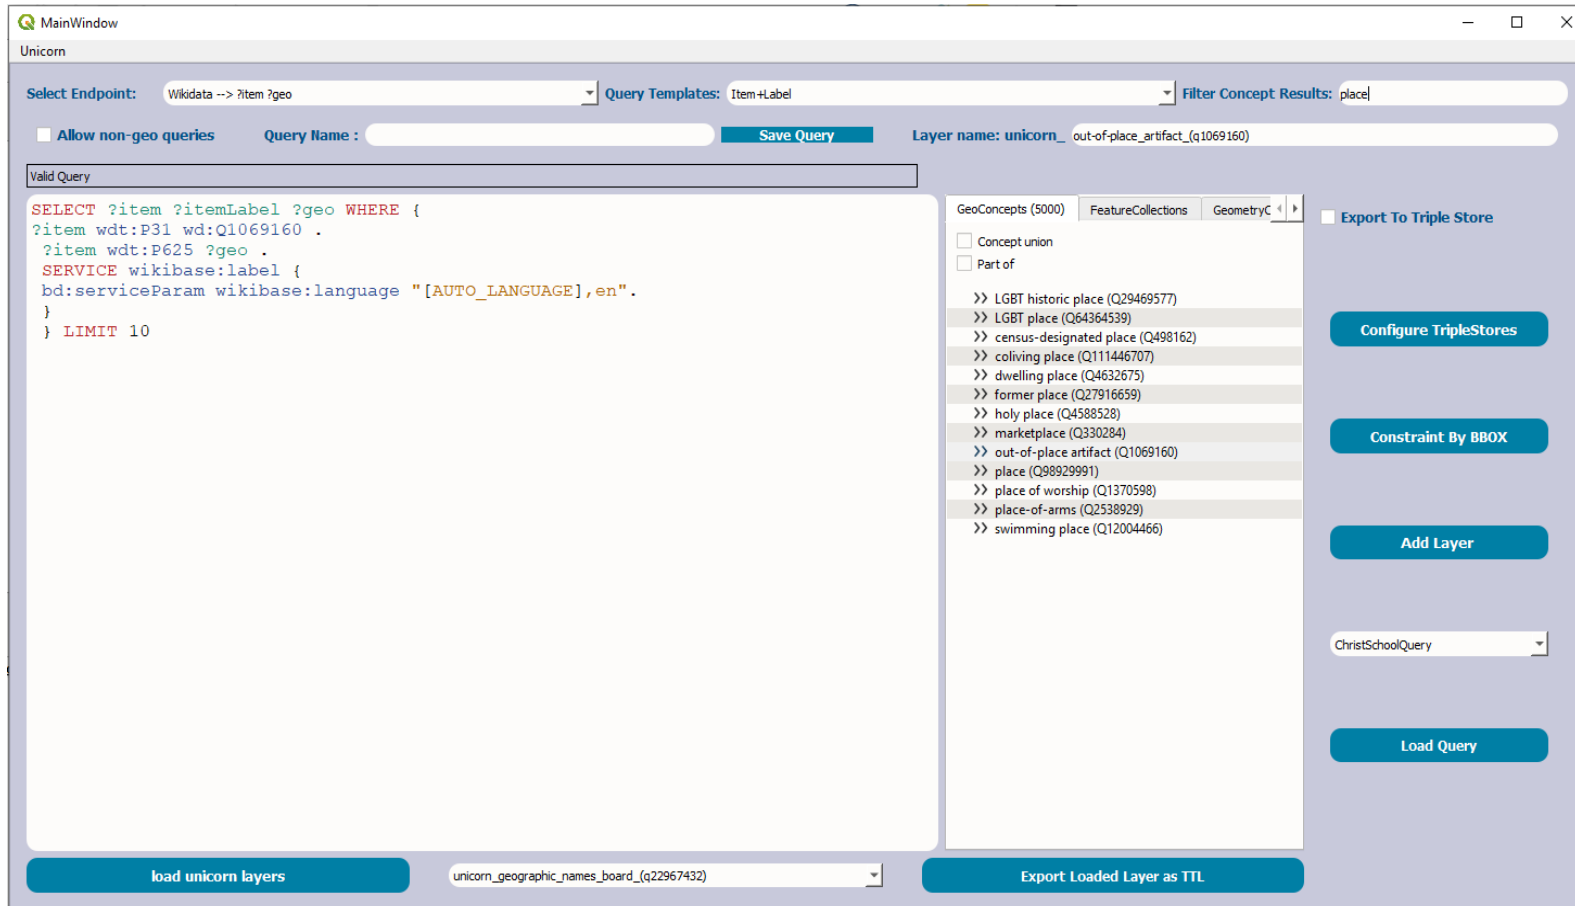 MainWindow
Unicorn
Select Endpoint: Wikidata --> ?item ?geo Query Templates: Item+Label Filter Concept Results: place
Allow non-geo queries Query Name : Save Query Layer name: unicorn_ out-of-place_artifact_(q1069160)
Valid Query
SELECT ?item ?itemLabel ?geo WHERE {
?item wdt:P31 wd:Q1069160 .
?item wdt:P625 ?geo .
SERVICE wikibase:label {
bd:serviceParam wikibase:language "[AUTO_LANGUAGE],en".
}
} LIMIT 10
GeoConcepts (5000) FeatureCollections GeometryC
Concept union
Part of
>> LGBT historic place (Q29469577)
>> LGBT place (Q64364539)
>> census-designated place (Q498162)
>> coliving place (Q111446707)
>> dwelling place (Q4632675)
>> former place (Q27916659)
>> holy place (Q4588528)
>> marketplace (Q330284)
>> out-of-place artifact (Q1069160)
>> place (Q98929991)
>> place of worship (Q1370598)
>> place-of-arms (Q2538929)
>> swimming place (Q12004466)
Export To Triple Store
Configure TripleStores
Constraint By BBOX
Add Layer
ChristSchoolQuery
Load Query
load unicorn layers unicorn_geographic_names_board_(q22967432) Export Loaded Layer as TTL